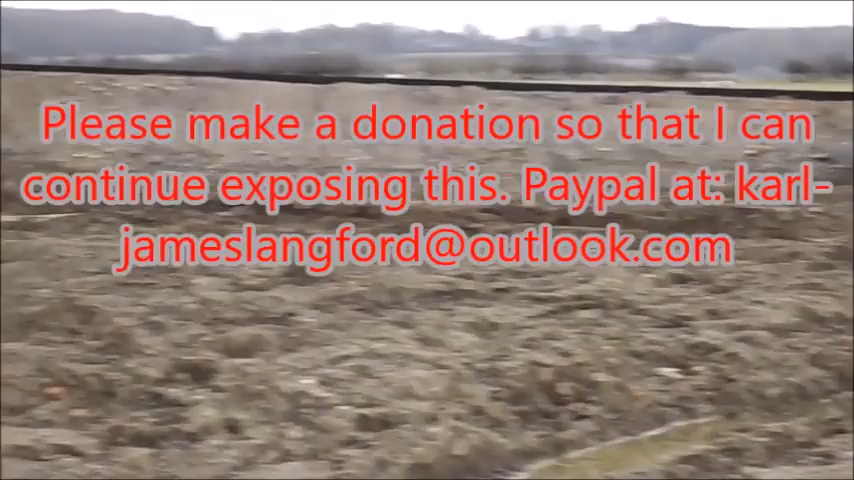 Please make a donation so that I can
continue exposing this. Paypal at: karl-
jameslangford@outlook.com